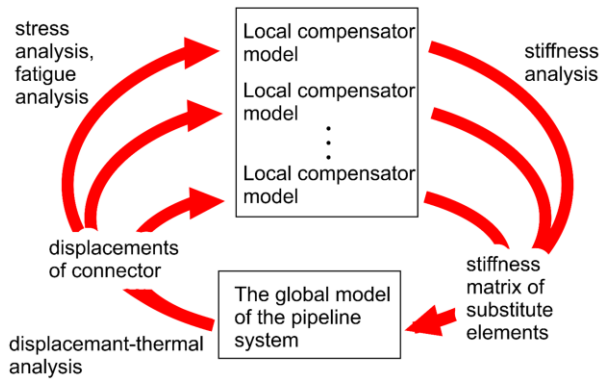 stress
analysis,
fatigue
analysis
Local compensator
model
Local compensator
model
Local compensator
model
stiffness
analysis
displacements
of connector
The global model
of the pipeline
system
stiffness
matrix of
substitute
elements
displacemant-thermal
analysis